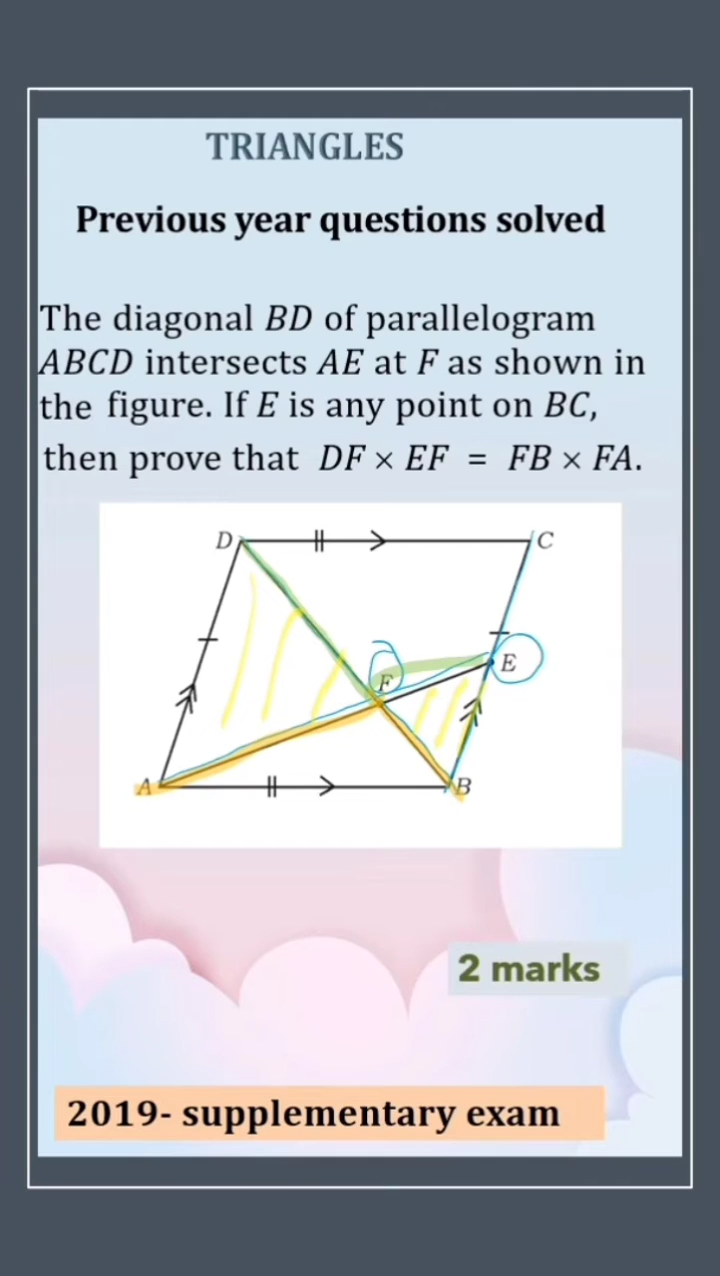 TRIANGLES
Previous year questions solved
The diagonal BD of parallelogram
ABCD intersects AE at F as shown in
the figure. If E is any point on BC,
then prove that DF × EF = FB × FA.
D
C
E
F
A
B
2 marks
2019- supplementary exam